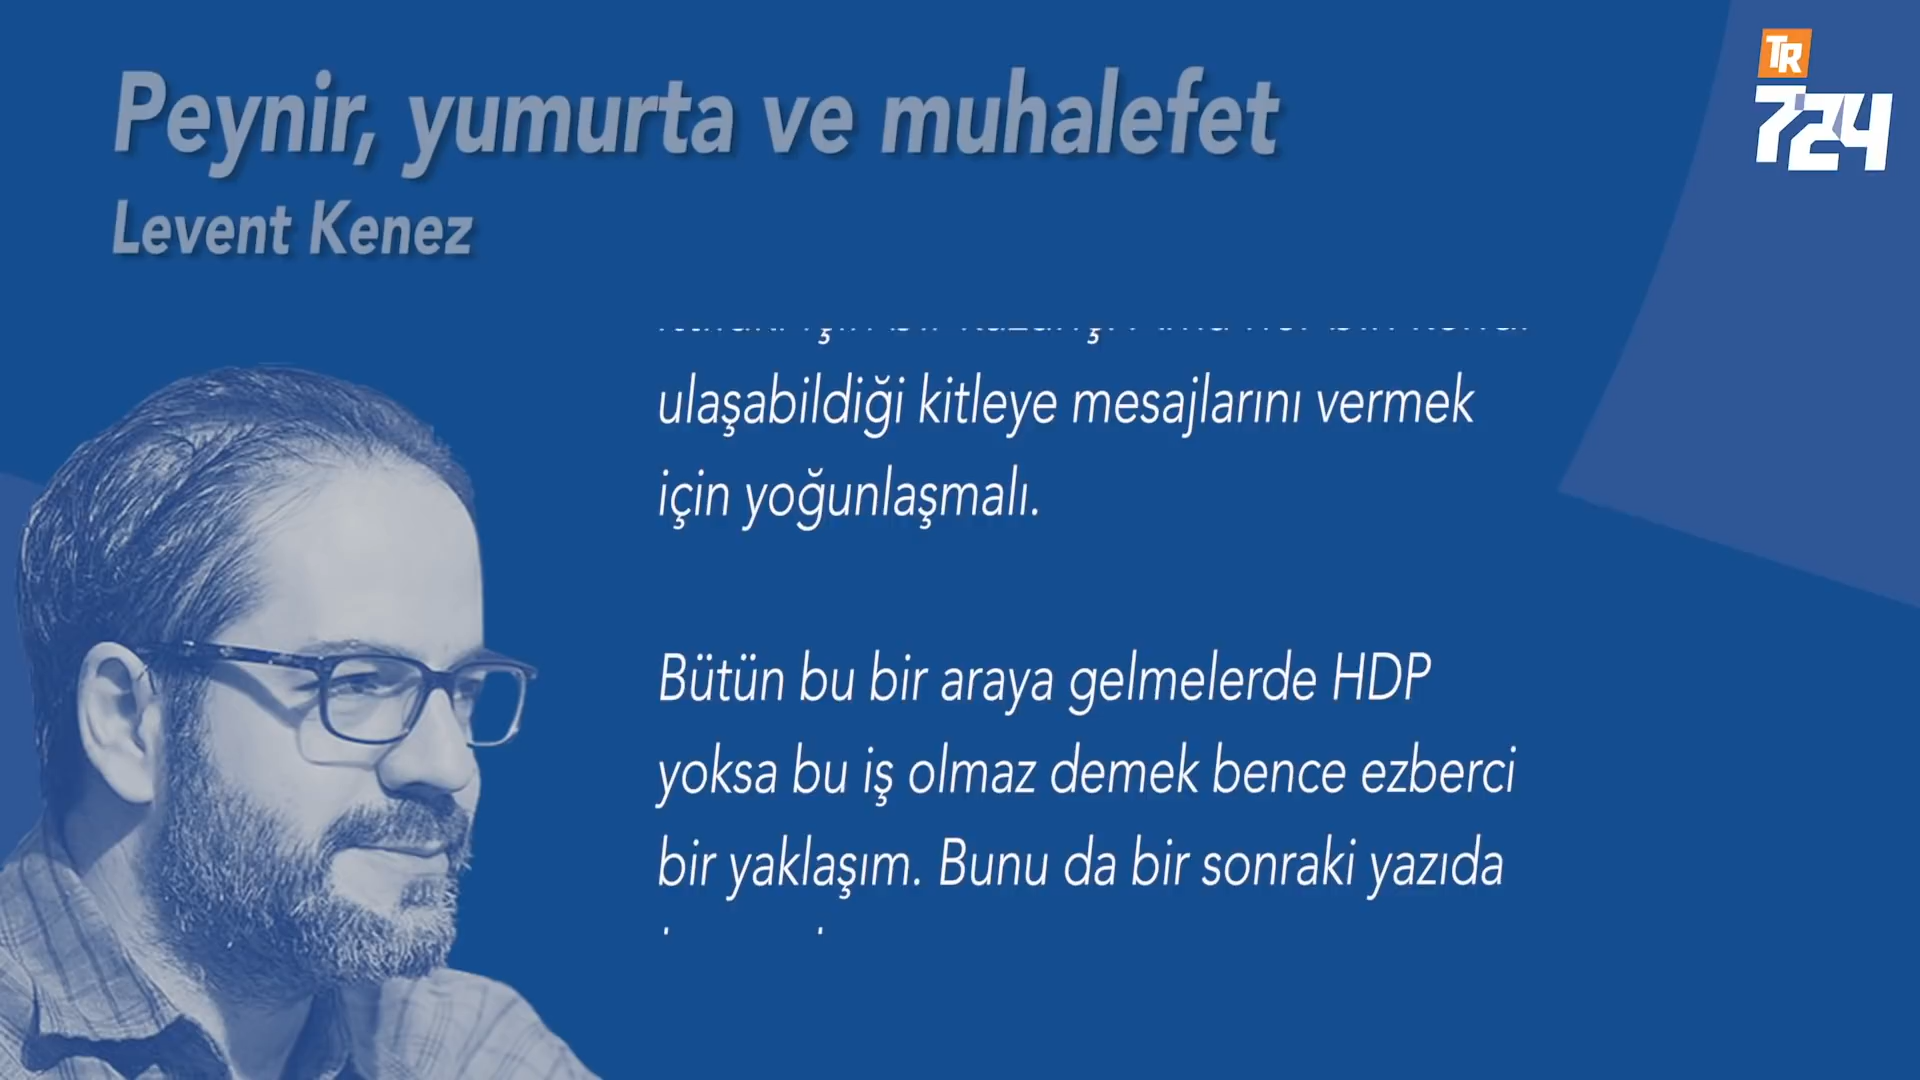 Peynir, yumurta ve muhalefet
TR
724
Levent Kenez
ulaşabildiği kitleye mesajlarını vermek
için yoğunlaşmalı.
Bütün bu bir araya gelmelerde HDP
yoksa bu iş olmaz demek bence ezberci
bir yaklaşım. Bunu da bir sonraki yazıda